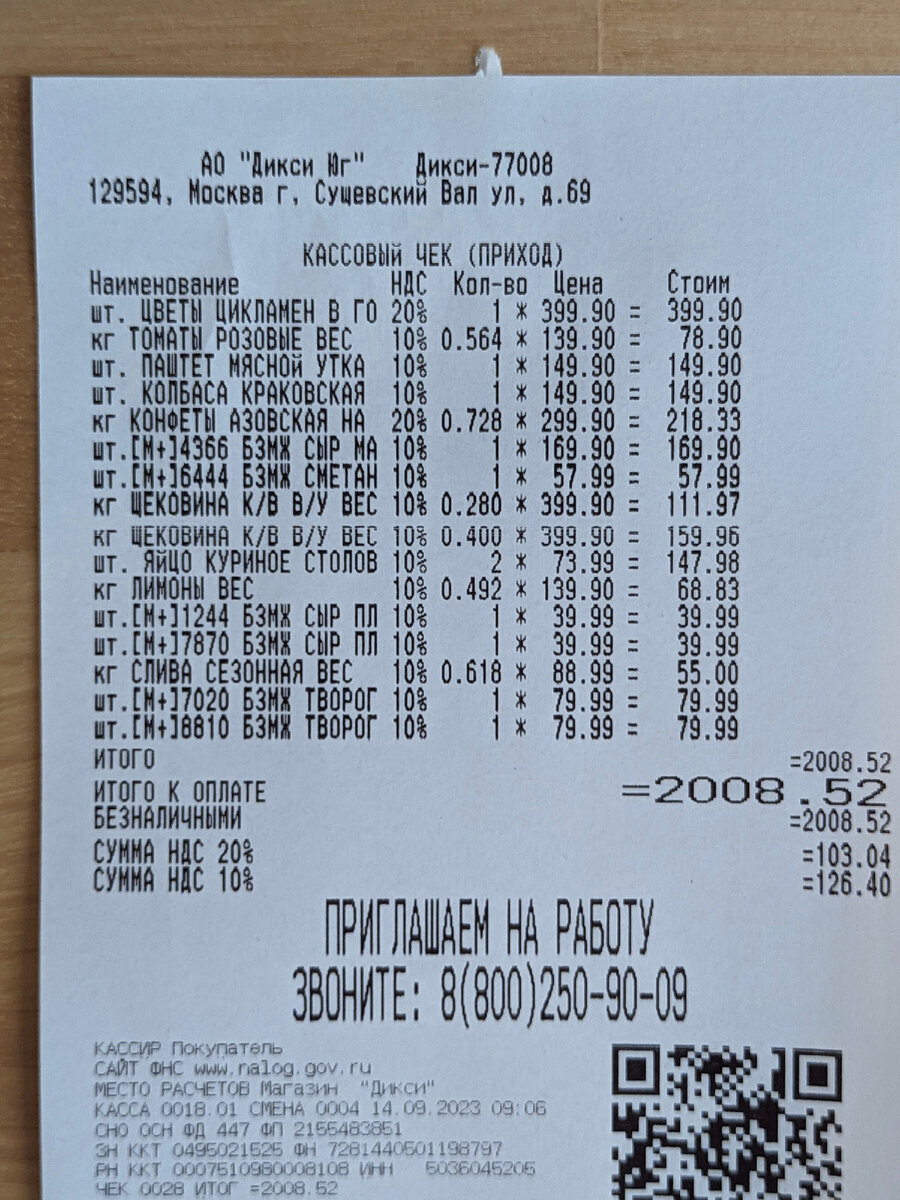 АО "Дикси Юг" Дикси-77008
129594, Москва г, Сушевский Вал ул, д.69
КАССОВЫЙ ЧЕК (ПРИХОД)
Наименование НДС Кол-во Цена Стоим
шт. ЦВЕТЫ ЦИКЛАМЕН В ГО 20% 1 * 399.90 = 399.90
кг ТОМАТЫ РОЗОВЫЕ ВЕС 10% 0.564 * 139.90 = 78.90
шт. ПАШТЕТ МЯСНОЙ УТКА 10% 1 * 149.90 = 149.90
шт. КОЛБАСА КРАКОВСКАЯ 10% 1 * 149.90 = 149.90
кг КОНФЕТЫ АЗОВСКАЯ НА 20% 0.728 * 299.90 = 218.33
шт.[М+]4366 БЗМЖ СЫР МА 10% 1 * 169.90 = 169.90
шт.[М+]6444 БЗМЖ СМЕТАН 10% 1 * 57.99 = 57.99
кг ЩЕКОВИНА К/В В/У ВЕС 10% 0.280 * 399.90 = 111.97
кг ЩЕКОВИНА К/В В/У ВЕС 10% 0.400 * 399.90 = 159.96
шт. ЯЙЦО КУРИНОЕ СТОЛОВ 10% 2 * 73.99 = 147.98
кг ЛИМОНЫ ВЕС 10% 0.492 * 139.90 = 68.83
шт.[М+]1244 БЗМЖ СЫР ПЛ 10% 1 * 39.99 = 39.99
шт.[М+]7870 БЗМЖ СЫР ПЛ 10% 1 * 39.99 = 39.99
кг СЛИВА СЕЗОННАЯ ВЕС 10% 0.618 * 88.99 = 55.00
шт.[М+]7020 БЗМЖ ТВОРОГ 10% 1 * 79.99 = 79.99
шт.[М+]8810 БЗМЖ ТВОРОГ 10% 1 * 79.99 = 79.99
ИТОГО =2008.52
ИТОГО К ОПЛАТЕ =2008.52
БЕЗНАЛИЧНЫМИ =2008.52
СУММА НДС 20% =103.04
СУММА НДС 10% =126.40
ПРИГЛАШАЕМ НА РАБОТУ
ЗВОНИТЕ: 8(800)250-90-09
КАССИР Покупатель
САЙТ ФНС www.nalog.gov.ru
МЕСТО РАСЧЕТОВ Магазин "Дикси"
КАССА 0018.01 СМЕНА 0004 14.09.2023 09:06
СНО ОСН ФД 447 ФП 2155483851
ЗН ККТ 0495021525 ФН 7281440501198797
РН ККТ 0007510980008108 ИНН 5036045205
ЧЕК 0028 ИТОГ =2008.52